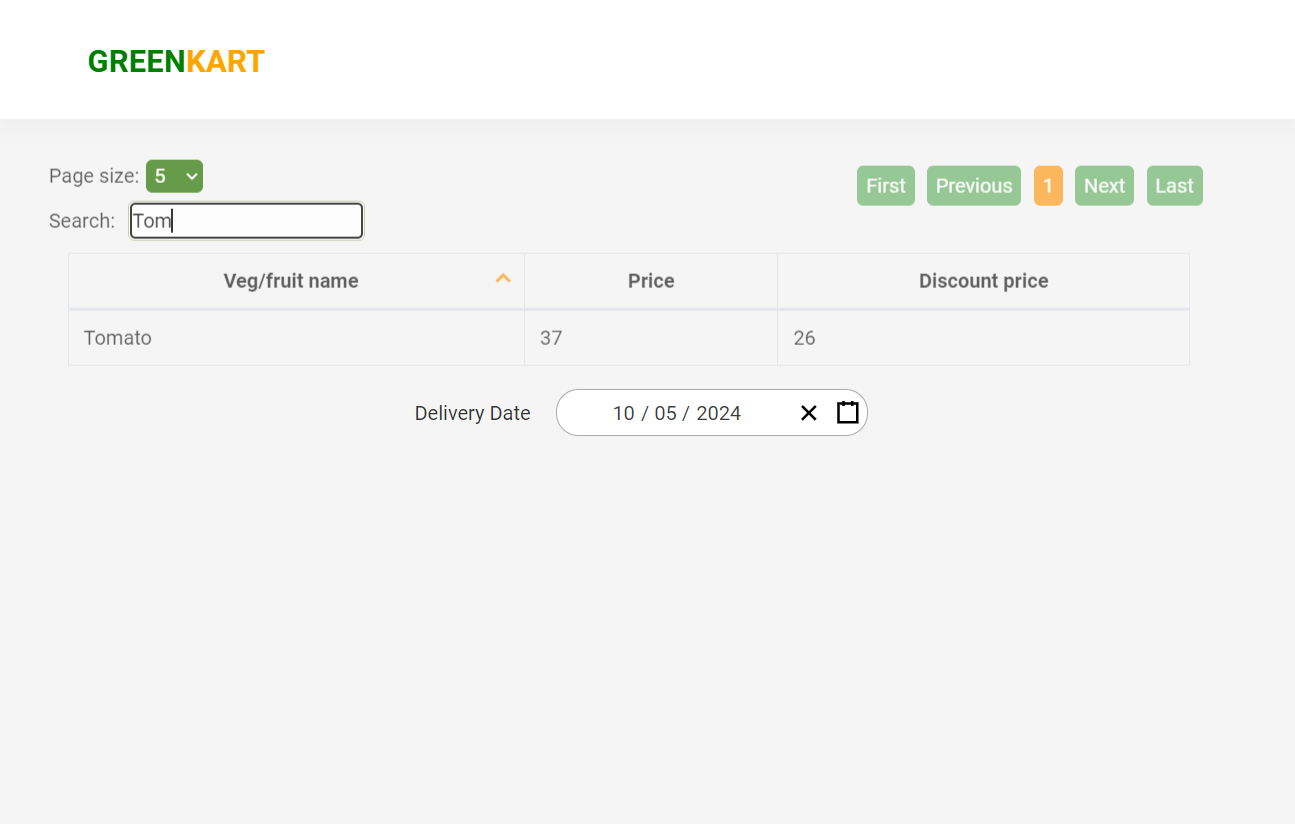 GREENKART
Page size: 5
First Previous 1 Next Last
Search: Tom
Veg/fruit name Price Discount price
Tomato 37 26
Delivery Date 10 / 05 / 2024